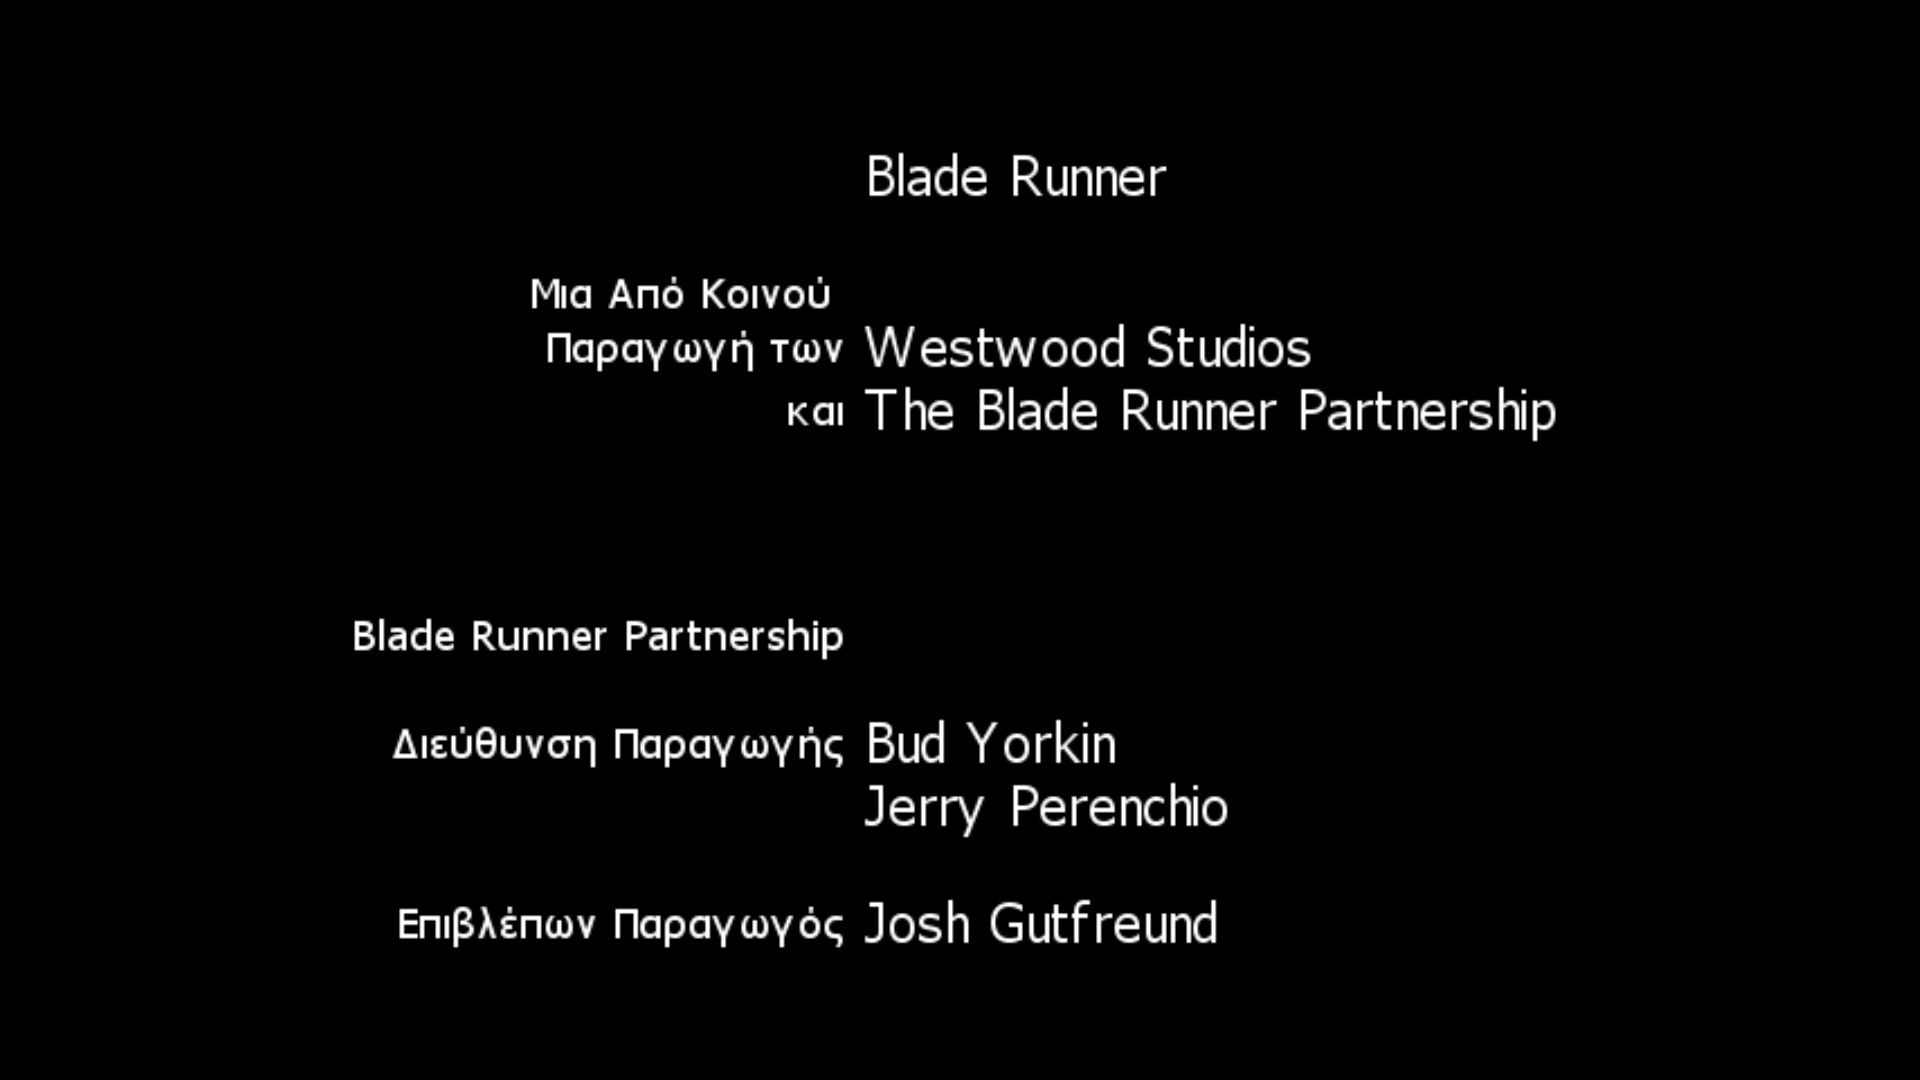 Blade Runner
Μια Από Κοινού
Παραγωγή των Westwood Studios
και The Blade Runner Partnership
Blade Runner Partnership
Διεύθυνση Παραγωγής Bud Yorkin
Jerry Perenchio
Επιβλέπων Παραγωγός Josh Gutfreund